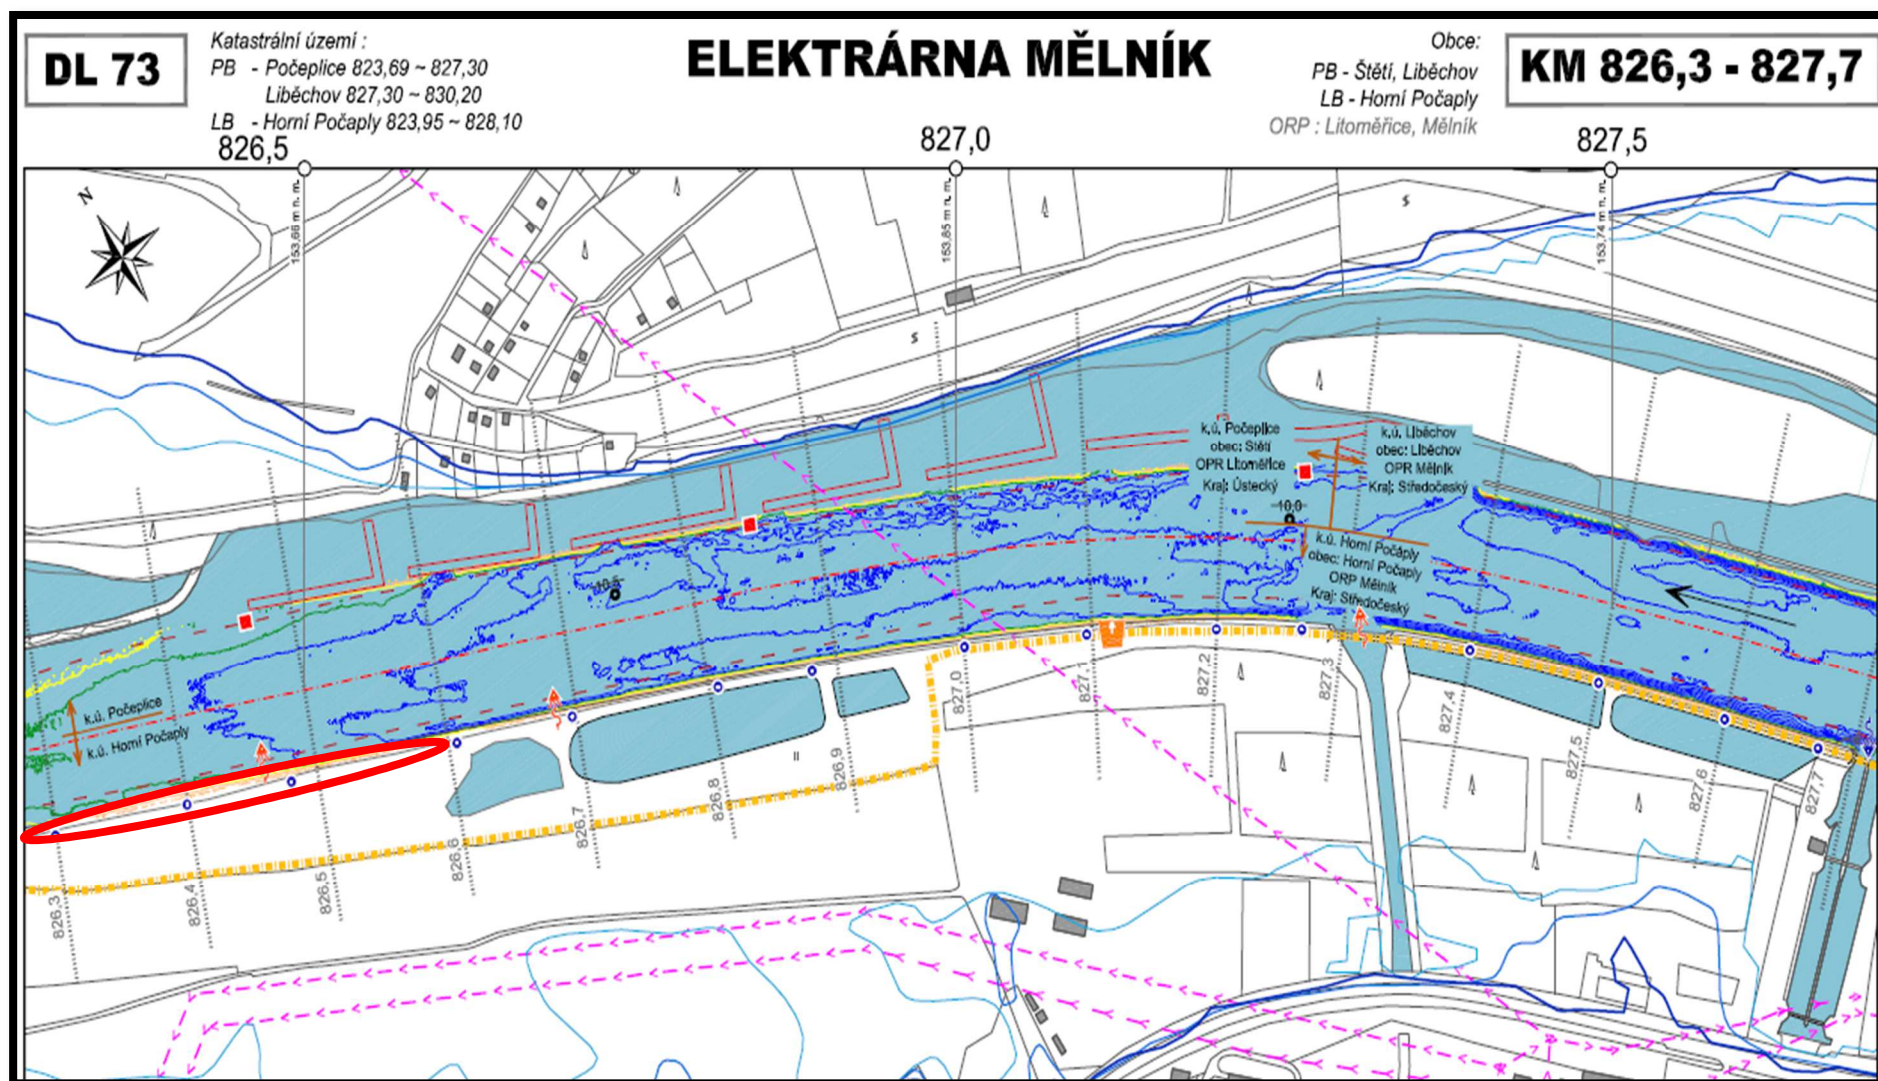 DL 73
Katastrální území :
PB - Počeplice 823,69 ~ 827,30
Liběchov 827,30 ~ 830,20
LB - Horní Počaply 823,95 ~ 828,10
ELEKTRÁRNA MĚLNÍK
Obce:
PB - Štětí, Liběchov
LB - Horní Počaply
ORP : Litoměřice, Mělník
KM 826,3 - 827,7
826,5
827,0
827,5
N
153,66 m n. m.
153,85 m n. m.
153,74 m n. m.
S
S
k.ú. Počeplice
obec: Štětí
OPR Litoměřice
Kraj: Ústecký
k.ú. Liběchov
obec: Liběchov
OPR Mělník
Kraj: Středočeský
10,0
k.ú. Horní Počaply
obec: Horní Počaply
ORP Mělník
Kraj: Středočeský
k.ú. Počeplice
k.ú. Horní Počaply
826,3
826,4
826,5
826,6
826,7
826,8
826,9
827,0
827,1
827,2
827,3
827,4
827,5
827,6
827,7